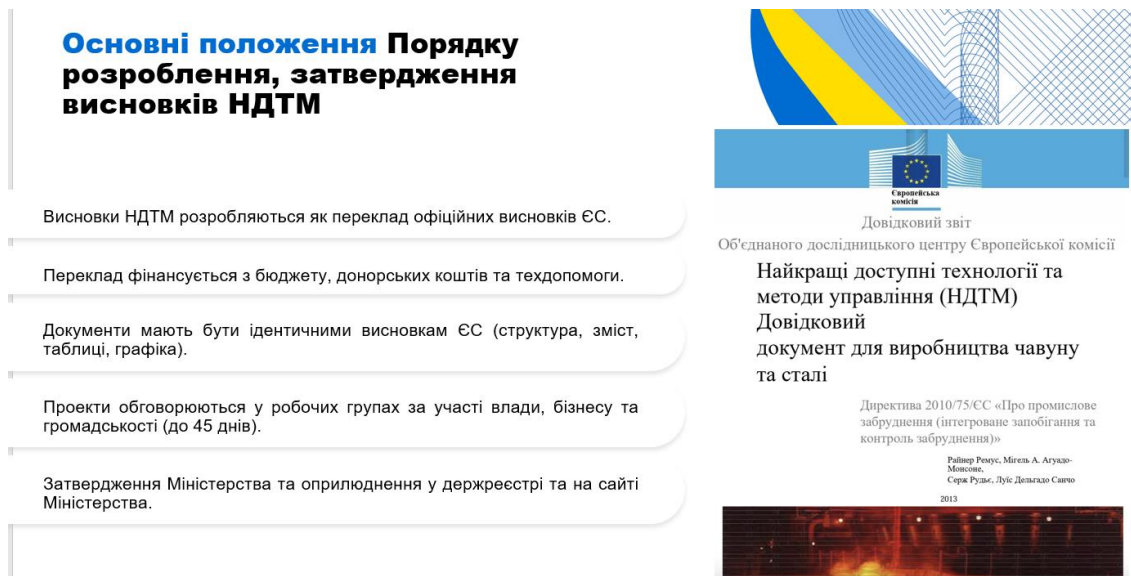 Основні положення Порядку
розроблення, затвердження
висновків НДТМ
Висновки НДТМ розробляються як переклад офіційних висновків ЄС.
Переклад фінансується з бюджету, донорських коштів та техдопомоги.
Документи мають бути ідентичними висновкам ЄС (структура, зміст,
таблиці, графіка).
Проекти обговорюються у робочих групах за участі влади, бізнесу та
громадськості (до 45 днів).
Затвердження Міністерства та оприлюднення у держреєстрі та на сайті
Міністерства.
Європейська
комісія
Довідковий звіт
Об'єднаного дослідницького центру Європейської комісії
Найкращі доступні технології та
методи управління (НДТМ)
Довідковий
документ для виробництва чавуну
та сталі
Директива 2010/75/ЄС «Про промислове
забруднення (інтегроване запобігання та
контроль забруднення)»
Райнер Ремус, Мігель А. Агуадо-
Монсоне,
Серж Рудьє, Луїс Дельгадо Санчо
2013